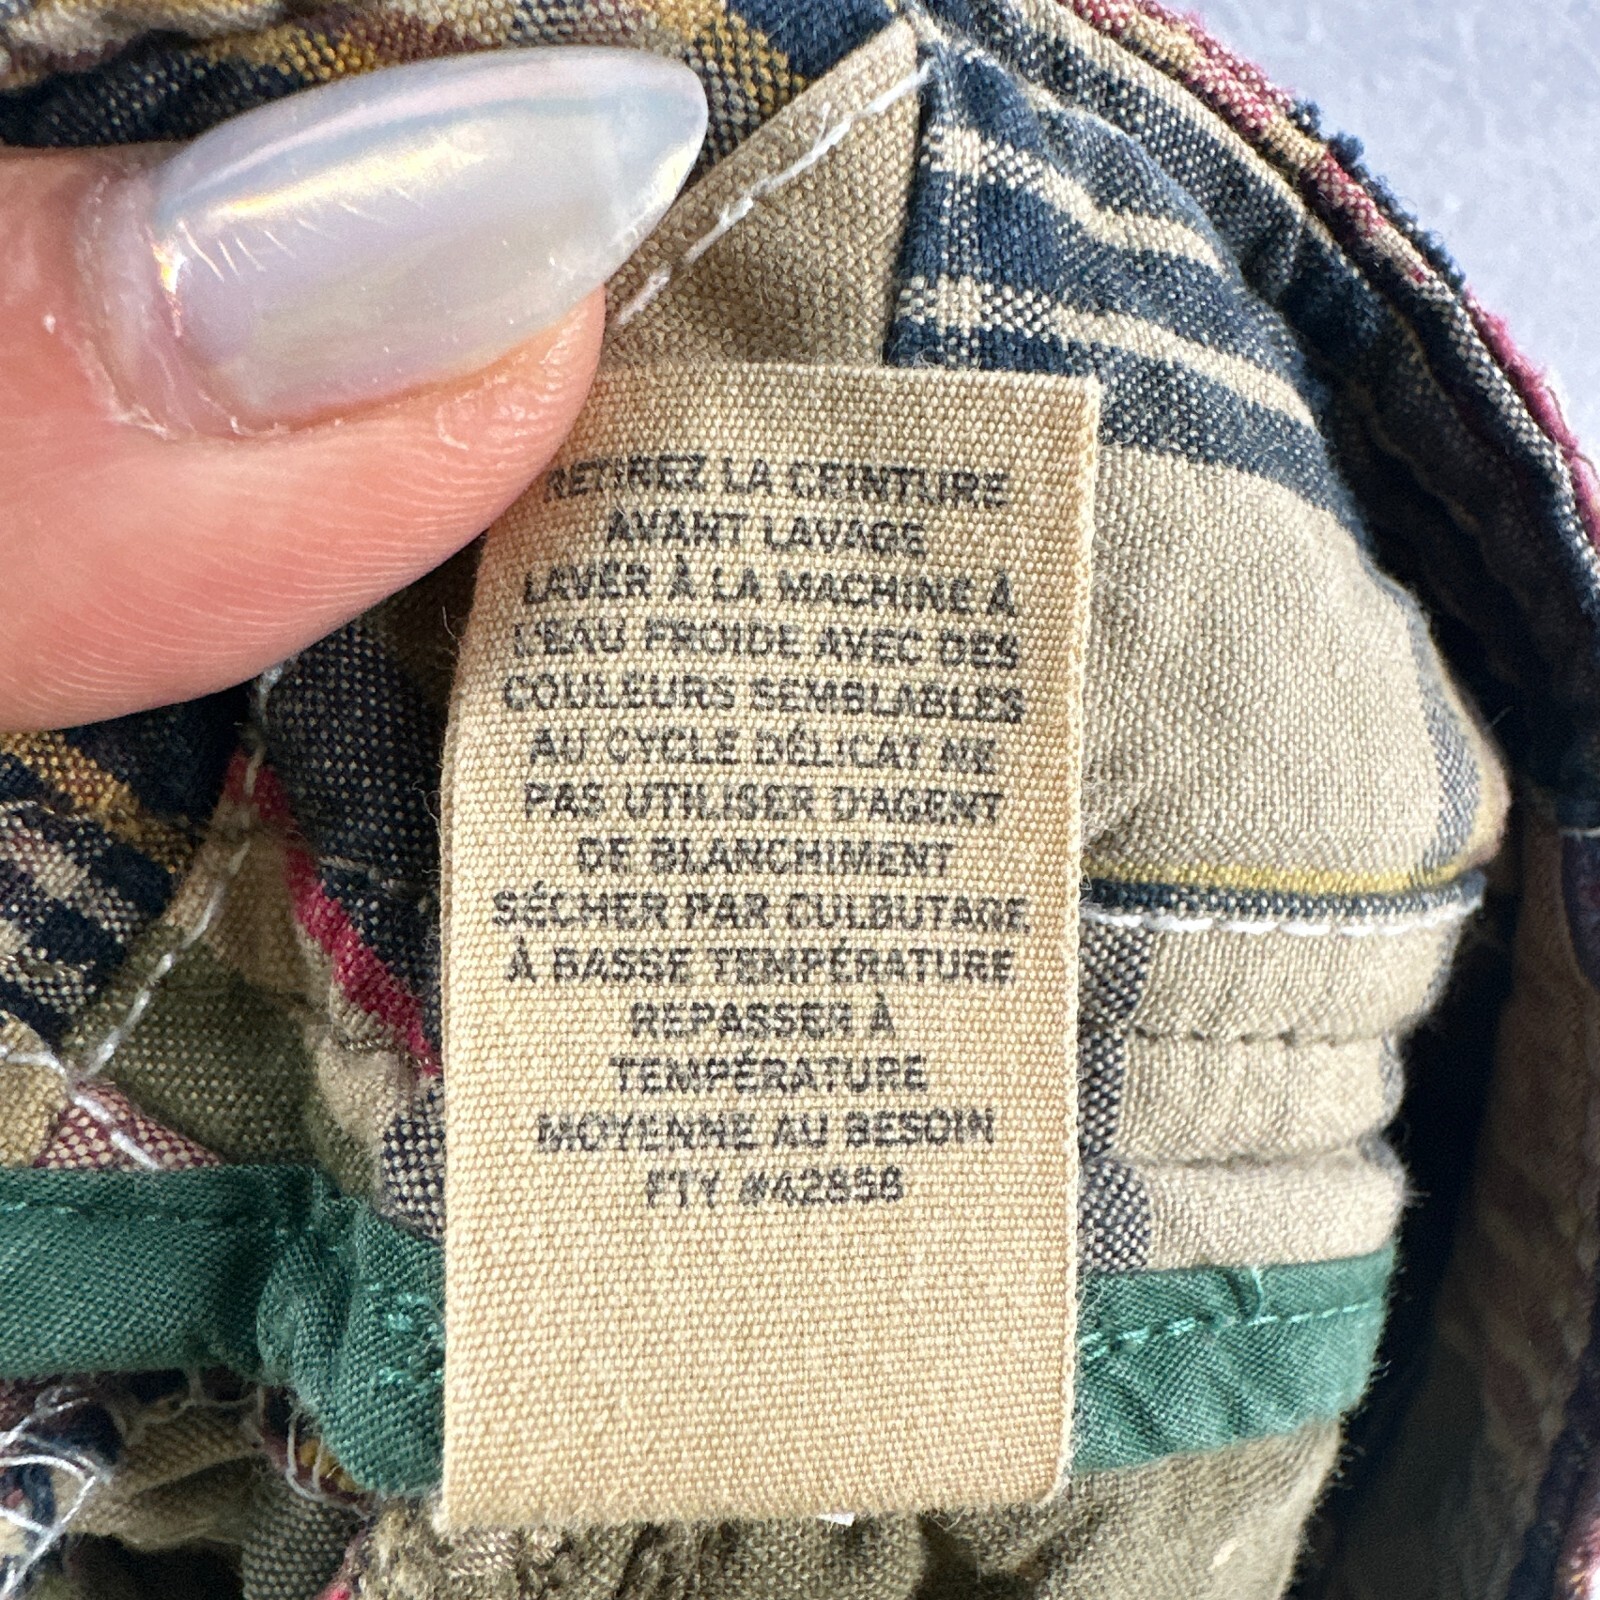 RETIREZ LA CEINTURE
AVANT LAVAGE
LAVER À LA MACHINE À
L'EAU FROIDE AVEC DES
COULEURS SEMBLABLES
AU CYCLE DÉLICAT NE
PAS UTILISER D'AGENT
DE BLANCHIMENT
SÉCHER PAR CULBUTAGE
À BASSE TEMPÉRATURE
REPASSER À
TEMPÉRATURE
MOYENNE AU BESOIN
FTY #42858